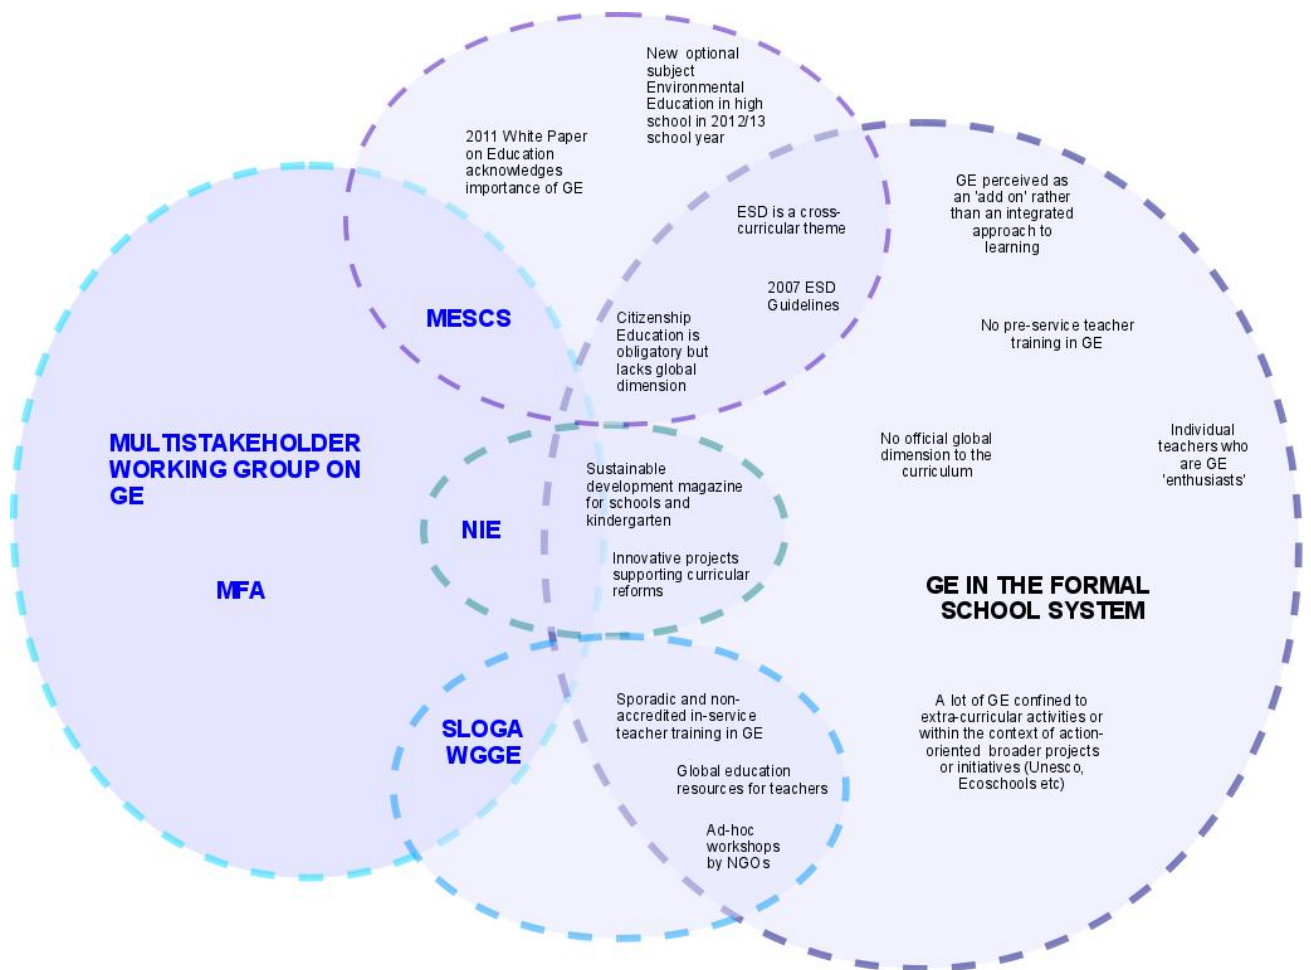 New optional
subject
Environmental
Education in high
school in 2012/13
school year
2011 White Paper
on Education
acknowledges
importance of GE
GE perceived as
an 'add on' rather
than an integrated
approach to
learning
ESD is a cross-
curricular theme
2007 ESD
Guidelines
MESCS
Citizenship
Education is
obligatory but
lacks global
dimension
No pre-service teacher
training in GE
MULTISTAKEHOLDER
WORKING GROUP ON
GE
No official global
dimension to the
curriculum
Individual
teachers who
are GE
'enthusiasts'
Sustainable
development magazine
for schools and
kindergarten
NIE
Innovative projects
supporting curricular
reforms
MFA
GE IN THE FORMAL
SCHOOL SYSTEM
SLOGA
WGGE
Sporadic and non-
accredited in-service
teacher training in GE
Global education
resources for teachers
Ad-hoc
workshops
by NGOs
A lot of GE confined to
extra-curricular activities or
within the context of action-
oriented broader projects
or initiatives (Unesco,
Ecoschools etc)